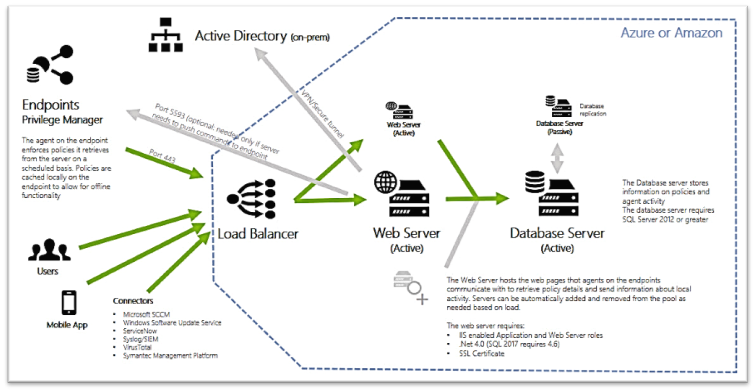 Azure or Amazon
Active Directory (on-prem)
Endpoints
Privilege Manager
The agent on the endpoint
enforces policies it retrieves
from the server on a
scheduled basis. Policies are
cached locally on the
endpoint to allow for offline
functionality
VPN/Secure tunnel
Port 5593 (optional, needed only if server
needs to push commands to endpoint
Port 443
Web Server
(Active)
Database
replication
Database Server
(Passive)
Load Balancer
Web Server
(Active)
Database Server
(Active)
The Database server stores
information on policies and
agent activity
The database server requires
SQL Server 2012 or greater
Users
Mobile App
Connectors
• Microsoft SCCM
• Windows Software Update Service
• ServiceNow
• Syslog/SIEM
• VirusTotal
• Symantec Management Platform
The Web Server hosts the web pages that agents on the endpoints
communicate with to retrieve policy details and send information about local
activity. Servers can be automatically added and removed from the pool as
needed based on load.
The web server requires:
• IIS enabled Application and Web Server roles
• .Net 4.0 (SQL 2017 requires 4.6)
• SSL Certificate